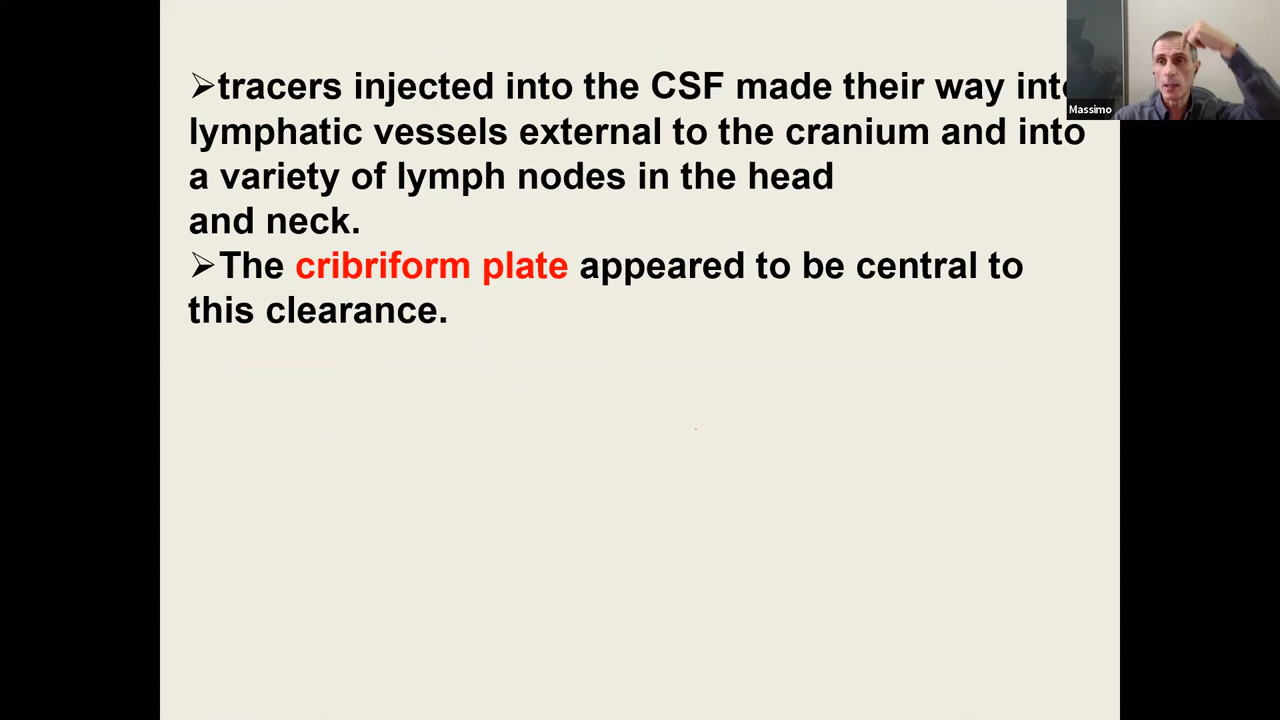 ➢tracers injected into the CSF made their way into
lymphatic vessels external to the cranium and into
a variety of lymph nodes in the head
and neck.
➢The cribriform plate appeared to be central to
this clearance.
Massimo